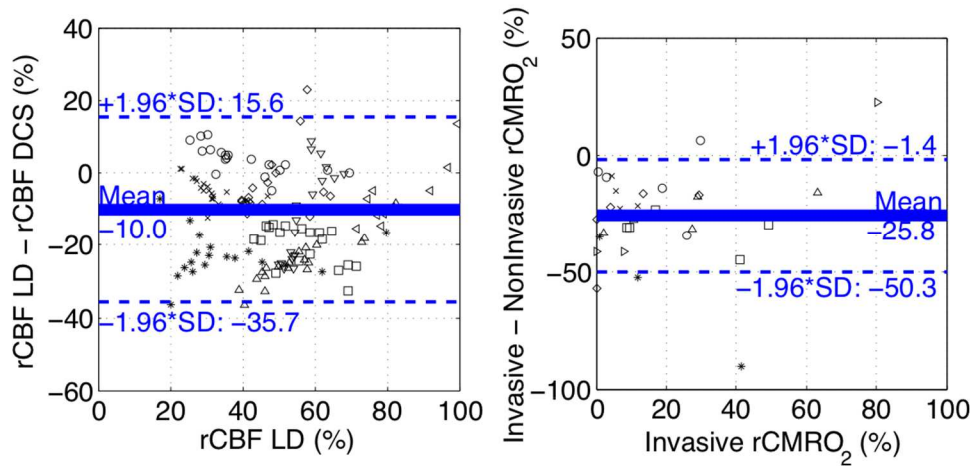 rCBF LD − rCBF DCS (%)
40
20
0
−20
−40
−60
+1.96*SD: 15.6
Mean
−10.0
−1.96*SD: −35.7
0 20 40 60 80 100
rCBF LD (%)
Invasive − NonInvasive rCMRO2 (%)
50
0
−50
−100
+1.96*SD: −1.4
Mean
−25.8
−1.96*SD: −50.3
0 20 40 60 80 100
Invasive rCMRO2 (%)